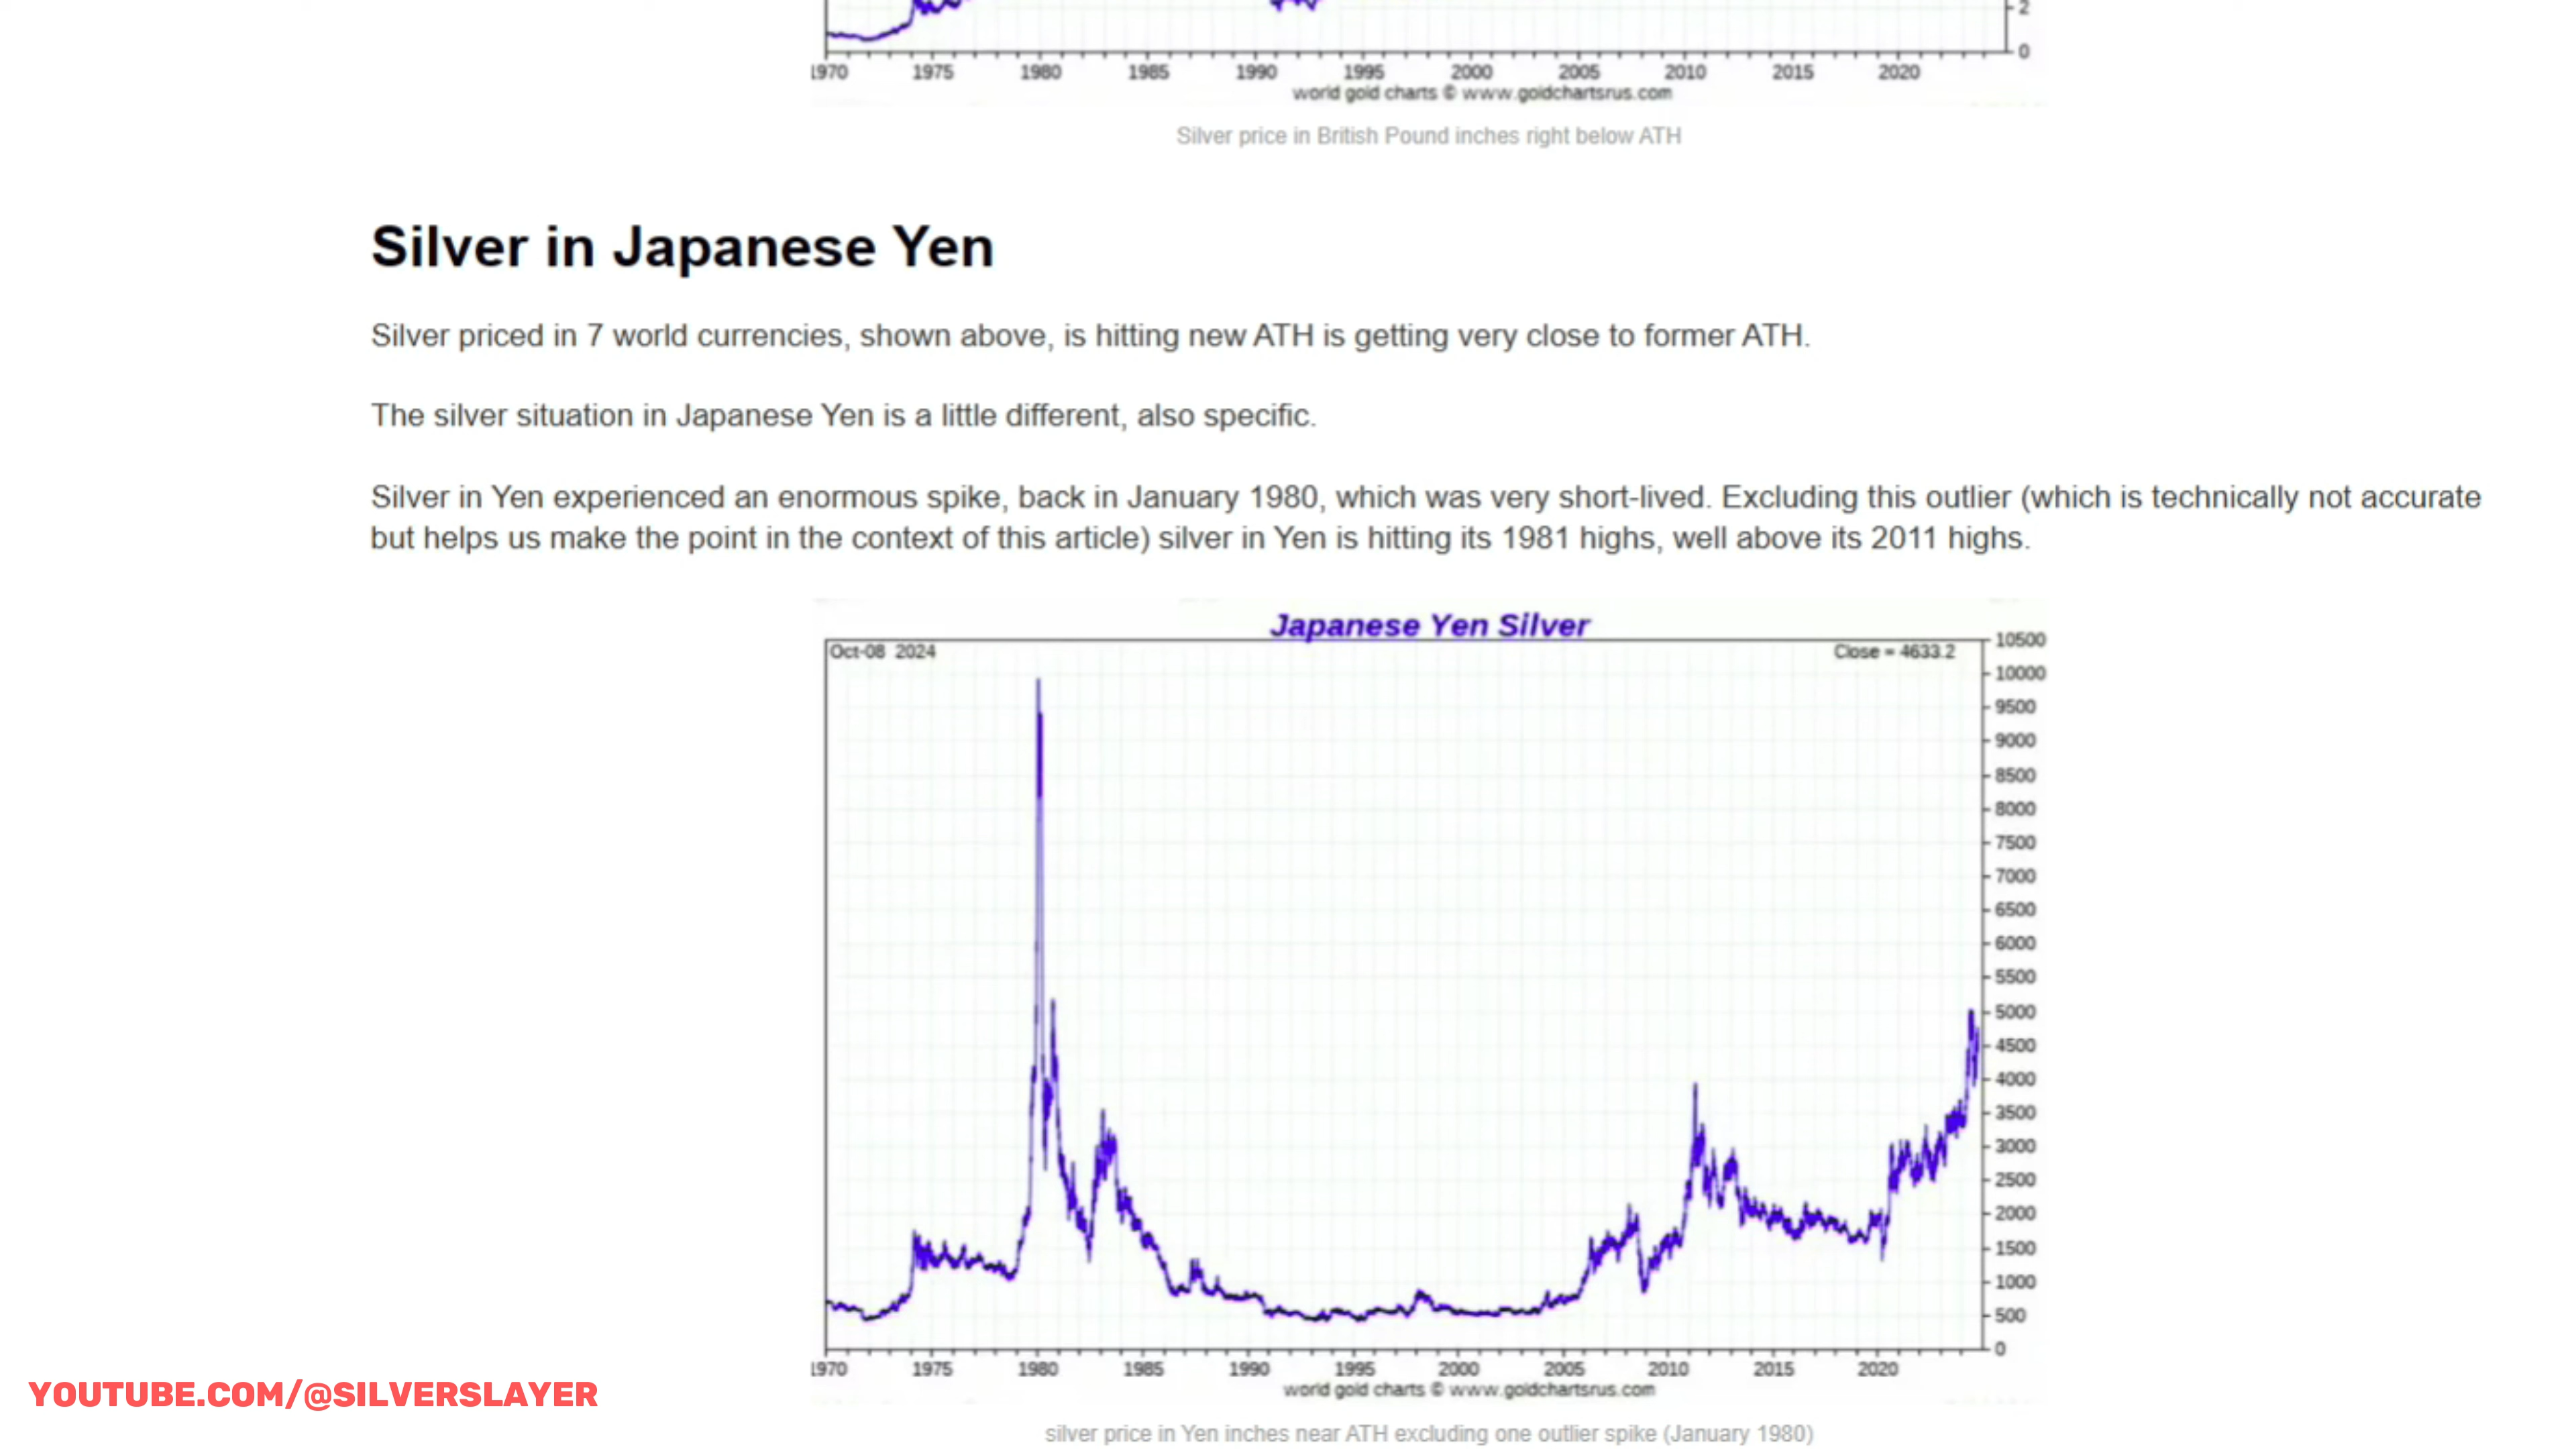 2
0
1970 1975 1980 1985 1990 1995 2000 2005 2010 2015 2020
world gold charts © www.goldchartsrus.com
Silver price in British Pound inches right below ATH
Silver in Japanese Yen
Silver priced in 7 world currencies, shown above, is hitting new ATH is getting very close to former ATH.
The silver situation in Japanese Yen is a little different, also specific.
Silver in Yen experienced an enormous spike, back in January 1980, which was very short-lived. Excluding this outlier (which is technically not accurate
but helps us make the point in the context of this article) silver in Yen is hitting its 1981 highs, well above its 2011 highs.
Japanese Yen Silver
Oct-08 2024
Close = 4633.2
10500
10000
9500
9000
8500
8000
7500
7000
6500
6000
5500
5000
4500
4000
3500
3000
2500
2000
1500
1000
500
0
1970 1975 1980 1985 1990 1995 2000 2005 2010 2015 2020
world gold charts © www.goldchartsrus.com
silver price in Yen inches near ATH excluding one outlier spike (January 1980)
YOUTUBE.COM/@SILVERSLAYER